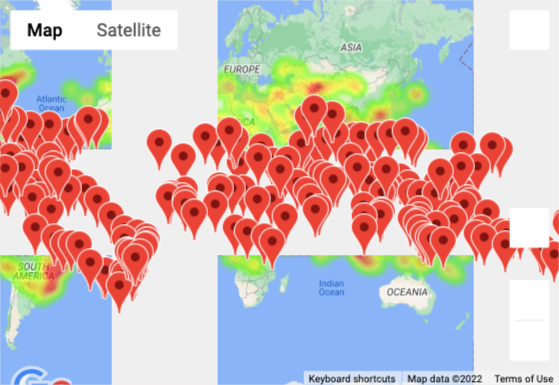 Map Satellite
ASIA
EUROPE
Atlantic
Ocean
ICA
SOUTH
AMERICA
Indian
Ocean
OCEANIA
Keyboard shortcuts Map data ©2022 Terms of Use